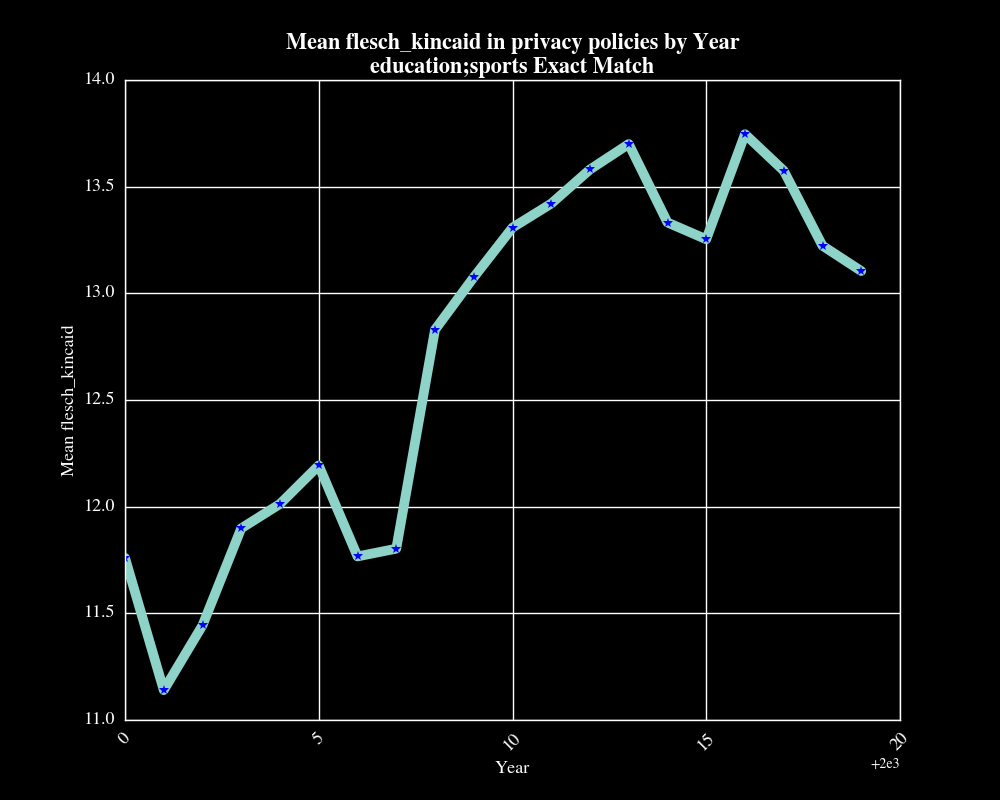 Mean flesch_kincaid in privacy policies by Year
education;sports Exact Match
14.0
13.5
13.0
12.5
12.0
11.5
11.0
Mean flesch_kincaid
0 5 10 15 20
Year
+2e3